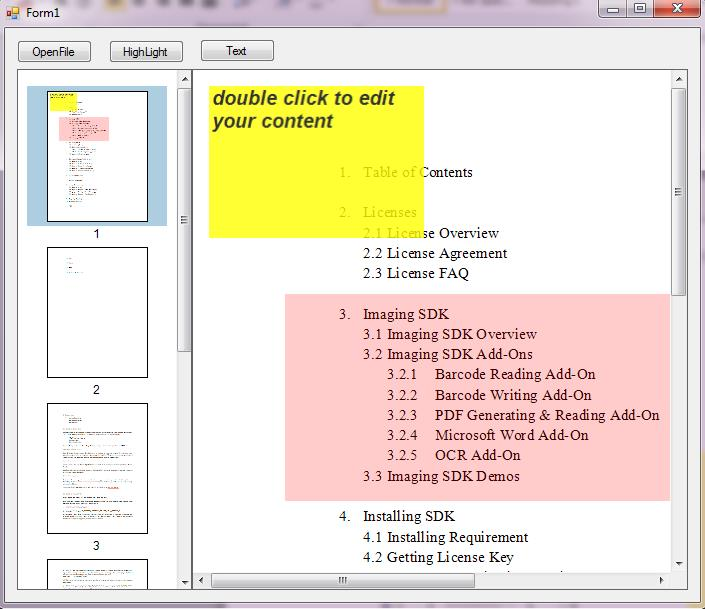 Form1
OpenFile
HighLight
Text
1
2
3
double click to edit
your content
1. Table of Contents
2. Licenses
2.1 License Overview
2.2 License Agreement
2.3 License FAQ
3. Imaging SDK
3.1 Imaging SDK Overview
3.2 Imaging SDK Add-Ons
3.2.1 Barcode Reading Add-On
3.2.2 Barcode Writing Add-On
3.2.3 PDF Generating & Reading Add-On
3.2.4 Microsoft Word Add-On
3.2.5 OCR Add-On
3.3 Imaging SDK Demos
4. Installing SDK
4.1 Installing Requirement
4.2 Getting License Key